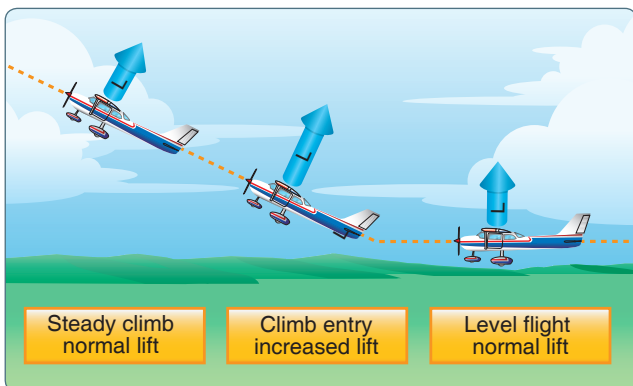 L
L
L
Steady climb
normal lift
Climb entry
increased lift
Level flight
normal lift